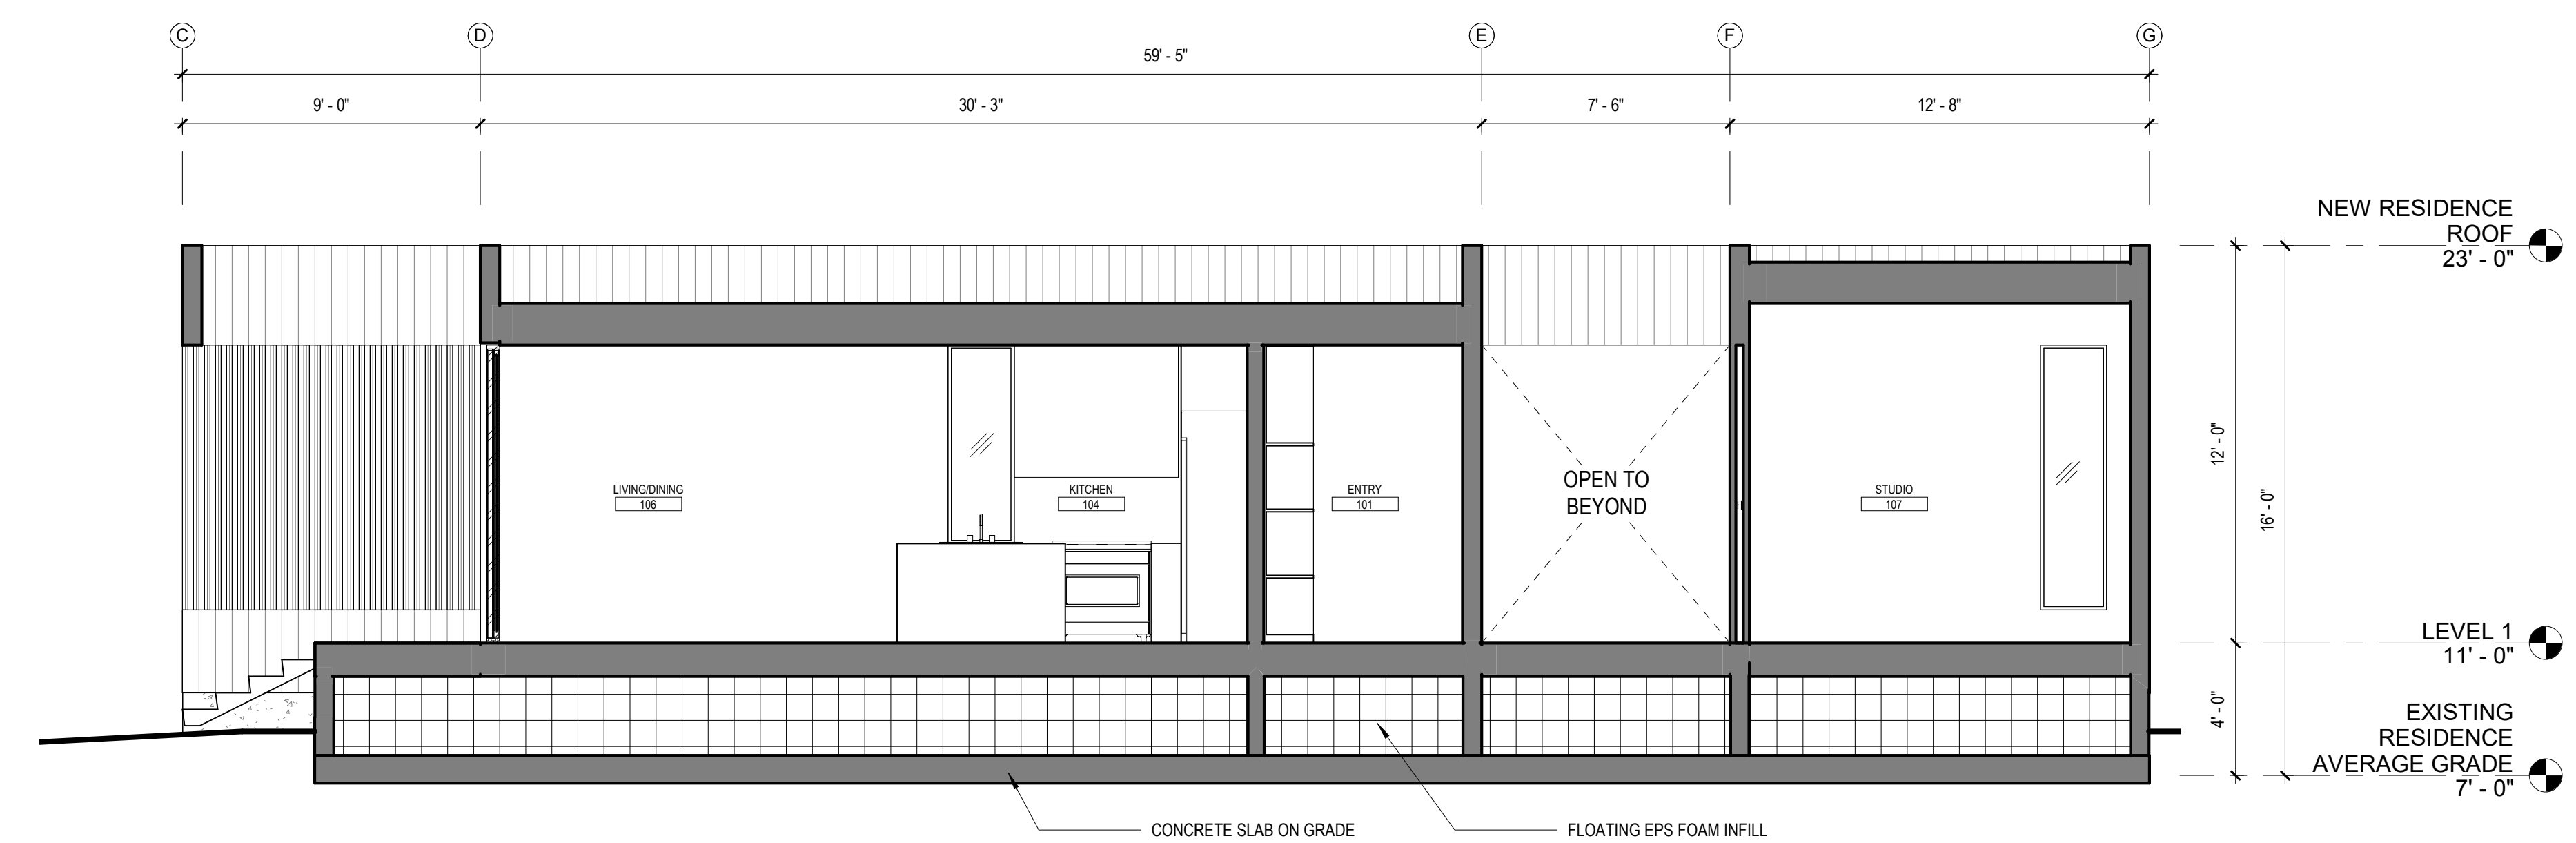 C
D
E
F
G
59' - 5"
9' - 0"
30' - 3"
7' - 6"
12' - 8"
NEW RESIDENCE
ROOF
23' - 0"
12' - 0"
16' - 0"
4' - 0"
LIVING/DINING
106
KITCHEN
104
ENTRY
101
OPEN TO
BEYOND
STUDIO
107
LEVEL 1
11' - 0"
EXISTING
RESIDENCE
AVERAGE GRADE
7' - 0"
CONCRETE SLAB ON GRADE
FLOATING EPS FOAM INFILL